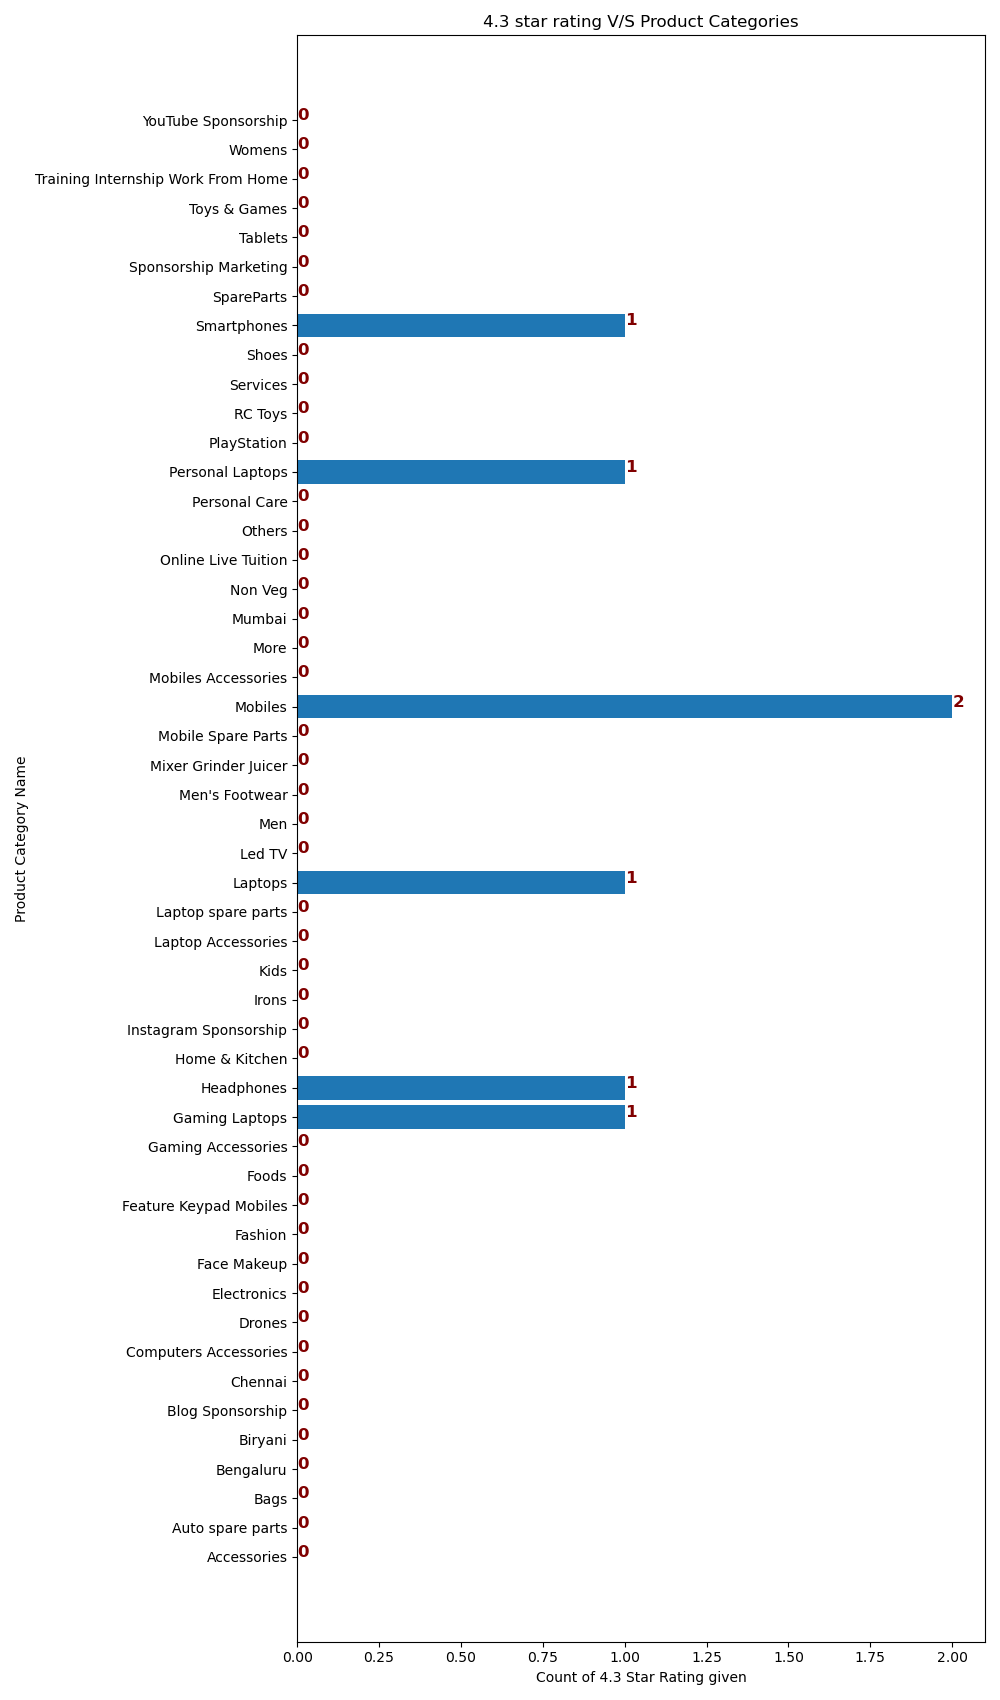 4.3 star rating V/S Product Categories
YouTube Sponsorship 0
Womens 0
Training Internship Work From Home 0
Toys & Games 0
Tablets 0
Sponsorship Marketing 0
SpareParts 0
Smartphones 1
Shoes 0
Services 0
RC Toys 0
PlayStation 0
Personal Laptops 1
Personal Care 0
Others 0
Online Live Tuition 0
Non Veg 0
Mumbai 0
More 0
Mobiles Accessories 0
Mobiles 2
Mobile Spare Parts 0
Mixer Grinder Juicer 0
Men's Footwear 0
Men 0
Led TV 0
Laptops 1
Laptop spare parts 0
Laptop Accessories 0
Kids 0
Irons 0
Instagram Sponsorship 0
Home & Kitchen 0
Headphones 1
Gaming Laptops 1
Gaming Accessories 0
Foods 0
Feature Keypad Mobiles 0
Fashion 0
Face Makeup 0
Electronics 0
Drones 0
Computers Accessories 0
Chennai 0
Blog Sponsorship 0
Biryani 0
Bengaluru 0
Bags 0
Auto spare parts 0
Accessories 0
Product Category Name
0.00 0.25 0.50 0.75 1.00 1.25 1.50 1.75 2.00
Count of 4.3 Star Rating given